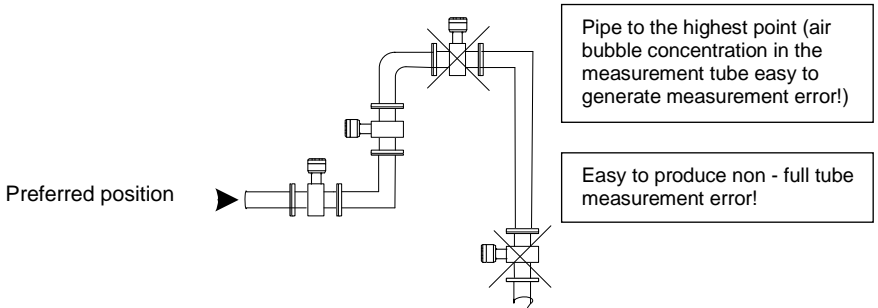 Pipe to the highest point (air
bubble concentration in the
measurement tube easy to
generate measurement error!)
Easy to produce non - full tube
measurement error!
Preferred position